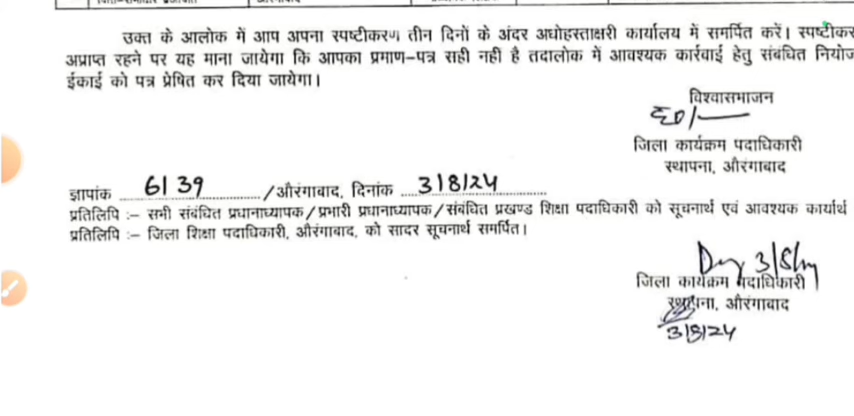 उक्त के आलोक में आप अपना स्पष्टीकरण तीन दिनों के अंदर अधोहस्ताक्षरी कार्यालय में समर्पित करें। स्पष्टीकर
अप्राप्त रहने पर यह माना जायेगा कि आपका प्रमाण–पत्र सही नही है तदालोक में आवश्यक कार्रवाई हेतु संबंधित नियोज
ईकाई को पत्र प्रेषित कर दिया जायेगा।
विश्वासभाजन
ह0/—
जिला कार्यक्रम पदाधिकारी
स्थापना, औरंगाबाद
ज्ञापांक ...6139.../औरंगाबाद, दिनांक ...3/8/24...
प्रतिलिपि :– सभी संबंधित प्रधानाध्यापक/प्रभारी प्रधानाध्यापक/संबंधित प्रखण्ड शिक्षा पदाधिकारी को सूचनार्थ एवं आवश्यक कार्यार्थ
प्रतिलिपि :– जिला शिक्षा पदाधिकारी, औरंगाबाद, को सादर सूचनार्थ समर्पित।
जिला कार्यक्रम पदाधिकारी
स्थापना, औरंगाबाद
3/8/24